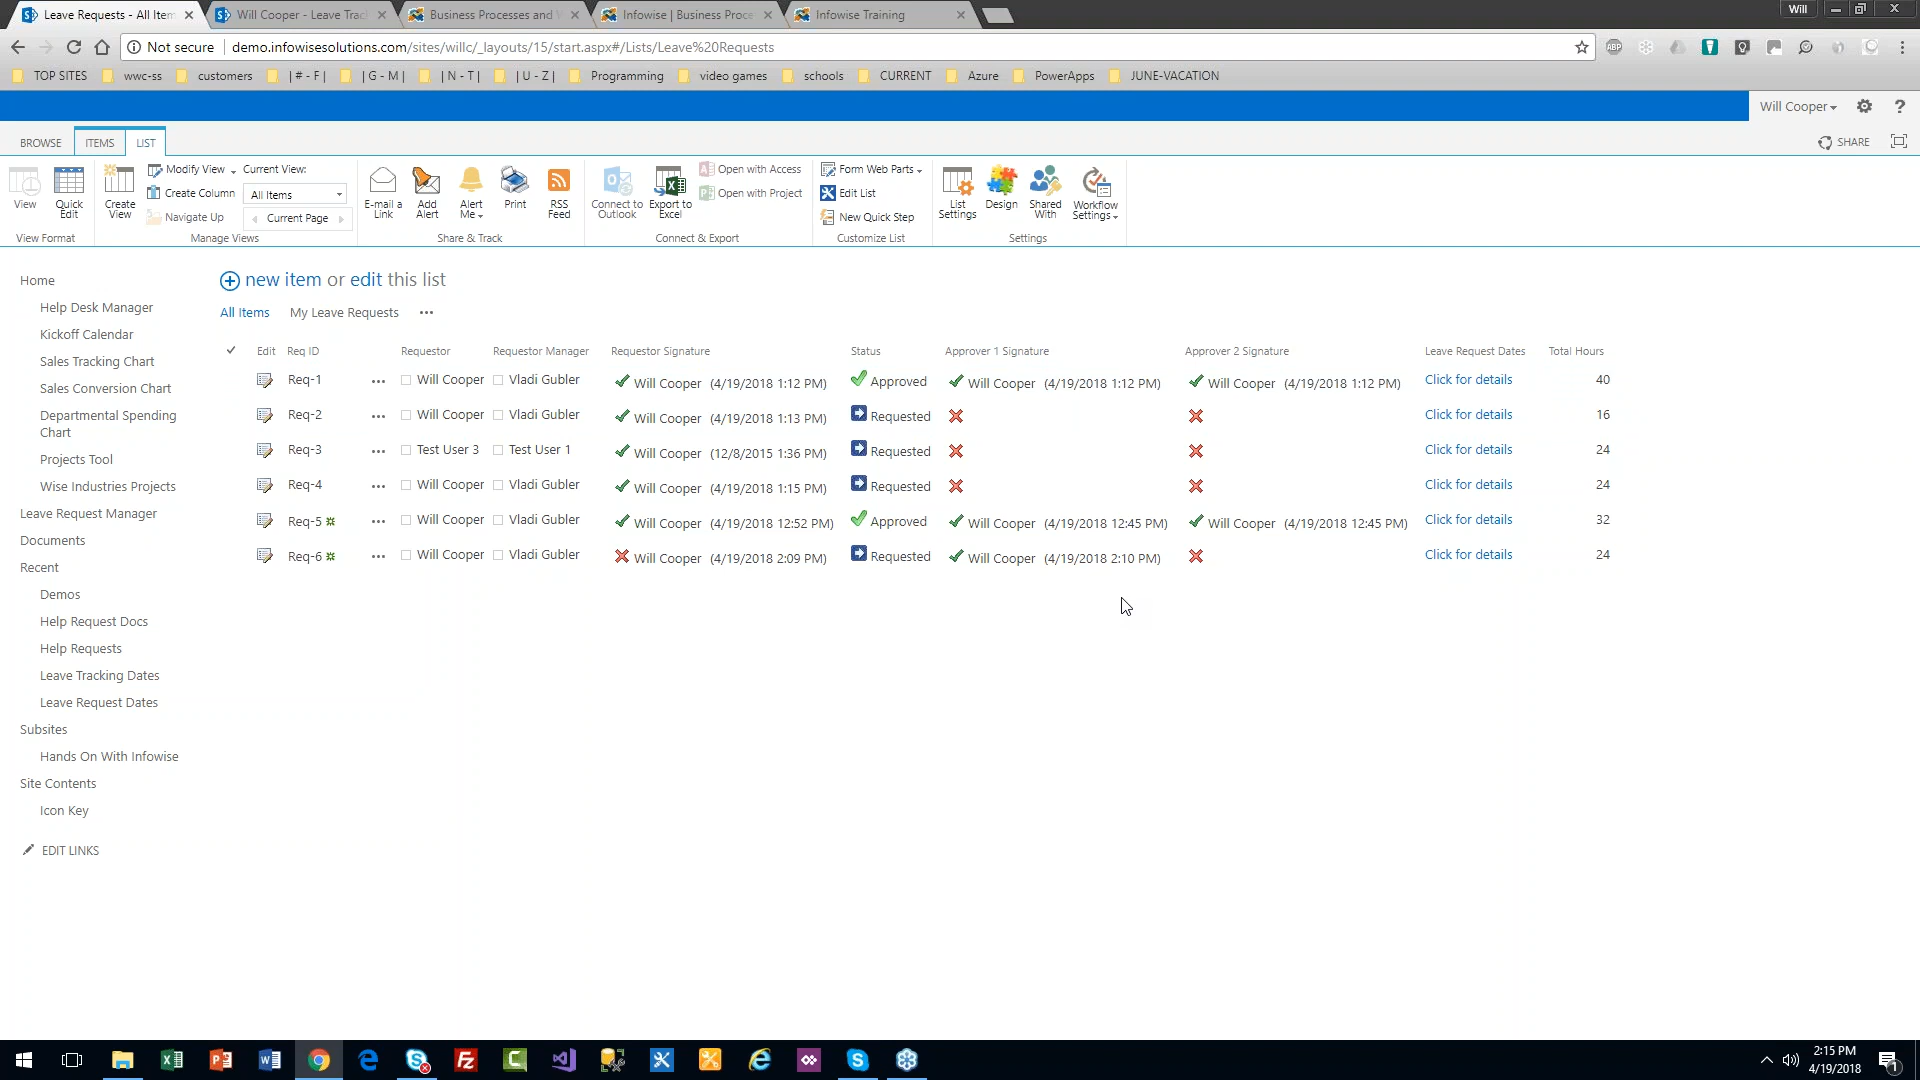 Leave Requests - All Item
Will Cooper - Leave Trac
Business Processes and W
Infowise | Business Proce
Infowise Training
Will
Not secure
demo.infowisesolutions.com/sites/willc/_layouts/15/start.aspx#/Lists/Leave%20Requests
ABP
TOP SITES
wwc-ss
customers
| # - F |
| G - M |
| N - T |
| U - Z |
Programming
video games
schools
CURRENT
Azure
PowerApps
JUNE-VACATION
Will Cooper
?
BROWSE
ITEMS
LIST
SHARE
View
Quick Edit
View Format
Create View
Modify View
Create Column
Navigate Up
Current View:
All Items
Current Page
Manage Views
E-mail a Link
Add Alert
Alert Me
Print
RSS Feed
Share & Track
Connect to Outlook
Export to Excel
Open with Access
Open with Project
Connect & Export
Form Web Parts
Edit List
New Quick Step
Customize List
List Settings
Design
Shared With
Workflow Settings
Settings
Home
Help Desk Manager
Kickoff Calendar
Sales Tracking Chart
Sales Conversion Chart
Departmental Spending
Chart
Projects Tool
Wise Industries Projects
Leave Request Manager
Documents
Recent
Demos
Help Request Docs
Help Requests
Leave Tracking Dates
Leave Request Dates
Subsites
Hands On With Infowise
Site Contents
Icon Key
EDIT LINKS
new item or edit this list
All Items My Leave Requests ...
Edit Req ID Requestor Requestor Manager Requestor Signature Status Approver 1 Signature Approver 2 Signature Leave Request Dates Total Hours
Req-1 ... Will Cooper Vladi Gubler Will Cooper (4/19/2018 1:12 PM) Approved Will Cooper (4/19/2018 1:12 PM) Will Cooper (4/19/2018 1:12 PM) Click for details 40
Req-2 ... Will Cooper Vladi Gubler Will Cooper (4/19/2018 1:13 PM) Requested Click for details 16
Req-3 ... Test User 3 Test User 1 Will Cooper (12/8/2015 1:36 PM) Requested Click for details 24
Req-4 ... Will Cooper Vladi Gubler Will Cooper (4/19/2018 1:15 PM) Requested Click for details 24
Req-5 ... Will Cooper Vladi Gubler Will Cooper (4/19/2018 12:52 PM) Approved Will Cooper (4/19/2018 12:45 PM) Will Cooper (4/19/2018 12:45 PM) Click for details 32
Req-6 ... Will Cooper Vladi Gubler Will Cooper (4/19/2018 2:09 PM) Requested Will Cooper (4/19/2018 2:10 PM) Click for details 24
2:15 PM
4/19/2018
1